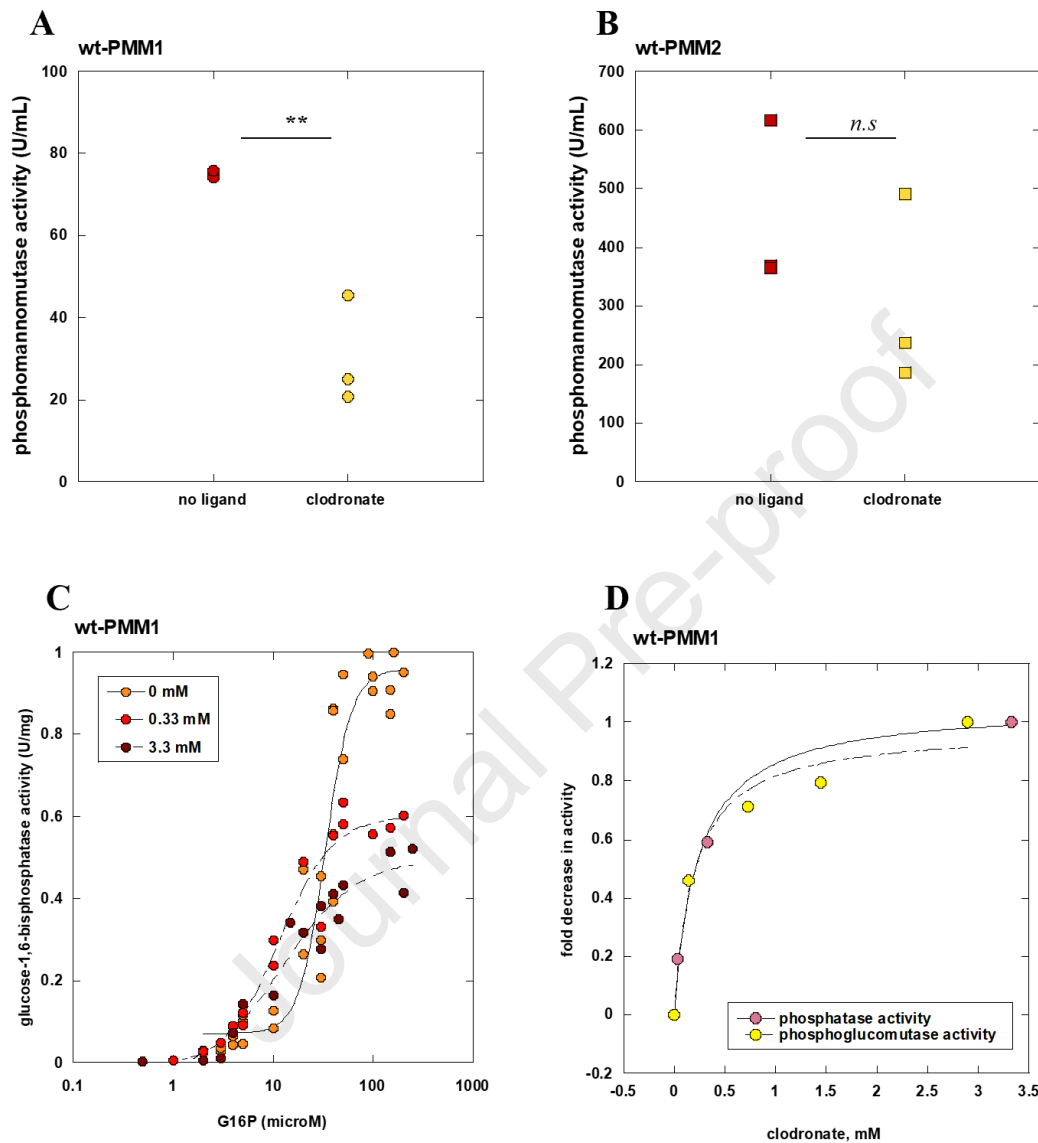 A
wt-PMM1
phosphomannomutase activity (U/mL)
100
80
60
40
20
0
**
no ligand
clodronate
B
wt-PMM2
phosphomannomutase activity (U/mL)
700
600
500
400
300
200
100
0
n.s
no ligand
clodronate
C
wt-PMM1
glucose-1,6-bisphosphatase activity (U/mg)
1
0.8
0.6
0.4
0.2
0
0 mM
0.33 mM
3.3 mM
0.1
1
10
100
1000
G16P (microM)
D
wt-PMM1
fold decrease in activity
1.2
1
0.8
0.6
0.4
0.2
0
-0.2
phosphatase activity
phosphoglucomutase activity
-0.5
0
0.5
1
1.5
2
2.5
3
3.5
clodronate, mM
Journal Pre-proof